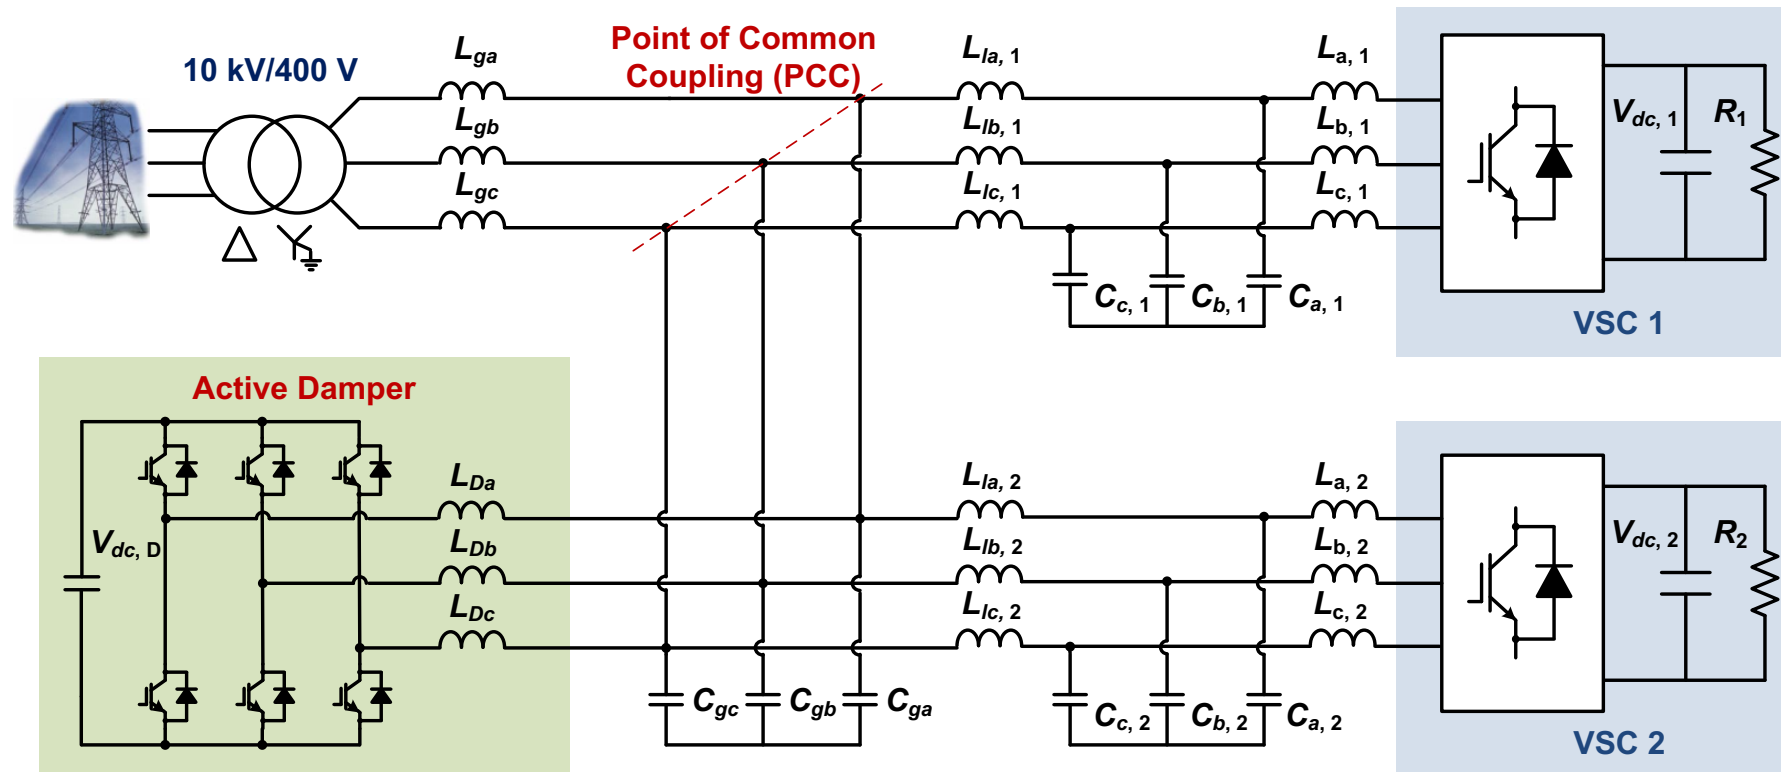 10 kV/400 V
Lga
Lgb
Lgc
Point of Common
Coupling (PCC)
Lla, 1
Llb, 1
Llc, 1
La, 1
Lb, 1
Lc, 1
Cc, 1
Cb, 1
Ca, 1
Vdc, 1
R1
VSC 1
Active Damper
Vdc, D
LDa
LDb
LDc
Cgc
Cgb
Cga
Lla, 2
Llb, 2
Llc, 2
La, 2
Lb, 2
Lc, 2
Cc, 2
Cb, 2
Ca, 2
Vdc, 2
R2
VSC 2